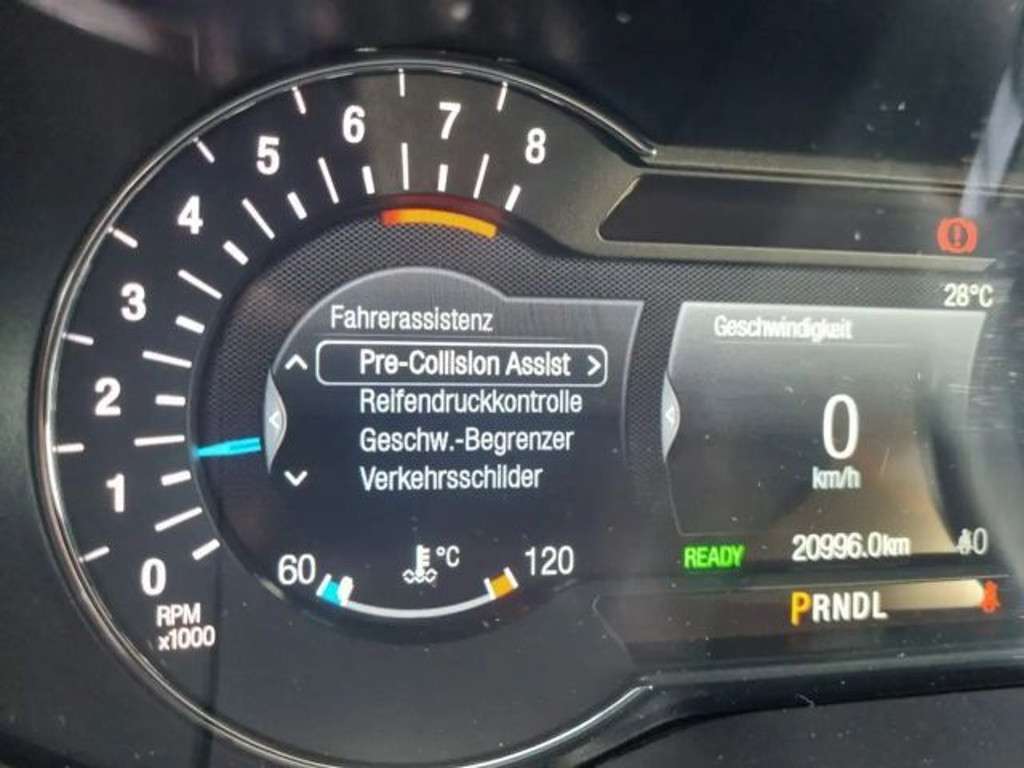 0
1
2
3
4
5
6
7
8
RPM
x1000
Fahrerassistenz
Pre-Collision Assist >
Reifendruckkontrolle
Geschw.-Begrenzer
Verkehrsschilder
60
°C
120
28°C
Geschwindigkeit
0
km/h
READY
20996.0km
PRNDL